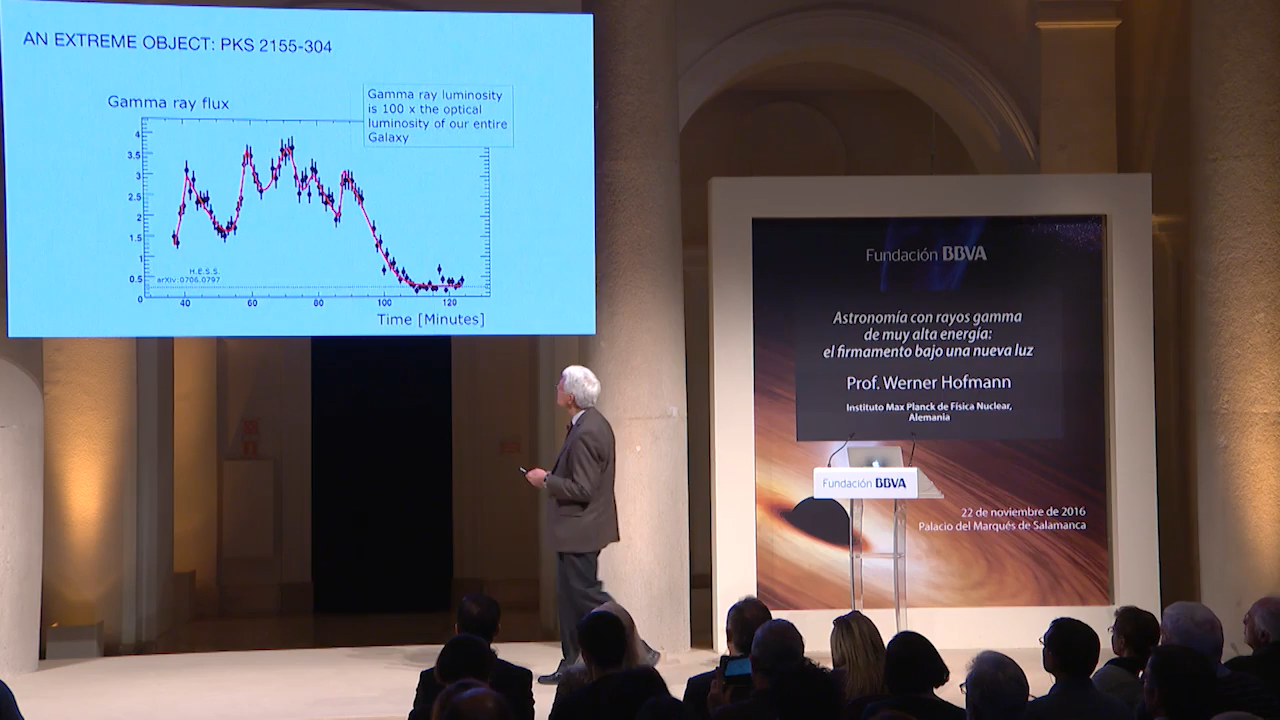 AN EXTREME OBJECT: PKS 2155-304
Gamma ray flux
Gamma ray luminosity
is 100 x the optical
luminosity of our entire
Galaxy
4
3.5
3
2.5
2
1.5
1
0.5
0
H.E.S.S.
arXiv:0706.0797
40
60
80
100
120
Time [Minutes]
Fundación BBVA
Astronomía con rayos gamma
de muy alta energía:
el firmamento bajo una nueva luz
Prof. Werner Hofmann
Instituto Max Planck de Física Nuclear,
Alemania
Fundación BBVA
22 de noviembre de 2016
Palacio del Marqués de Salamanca